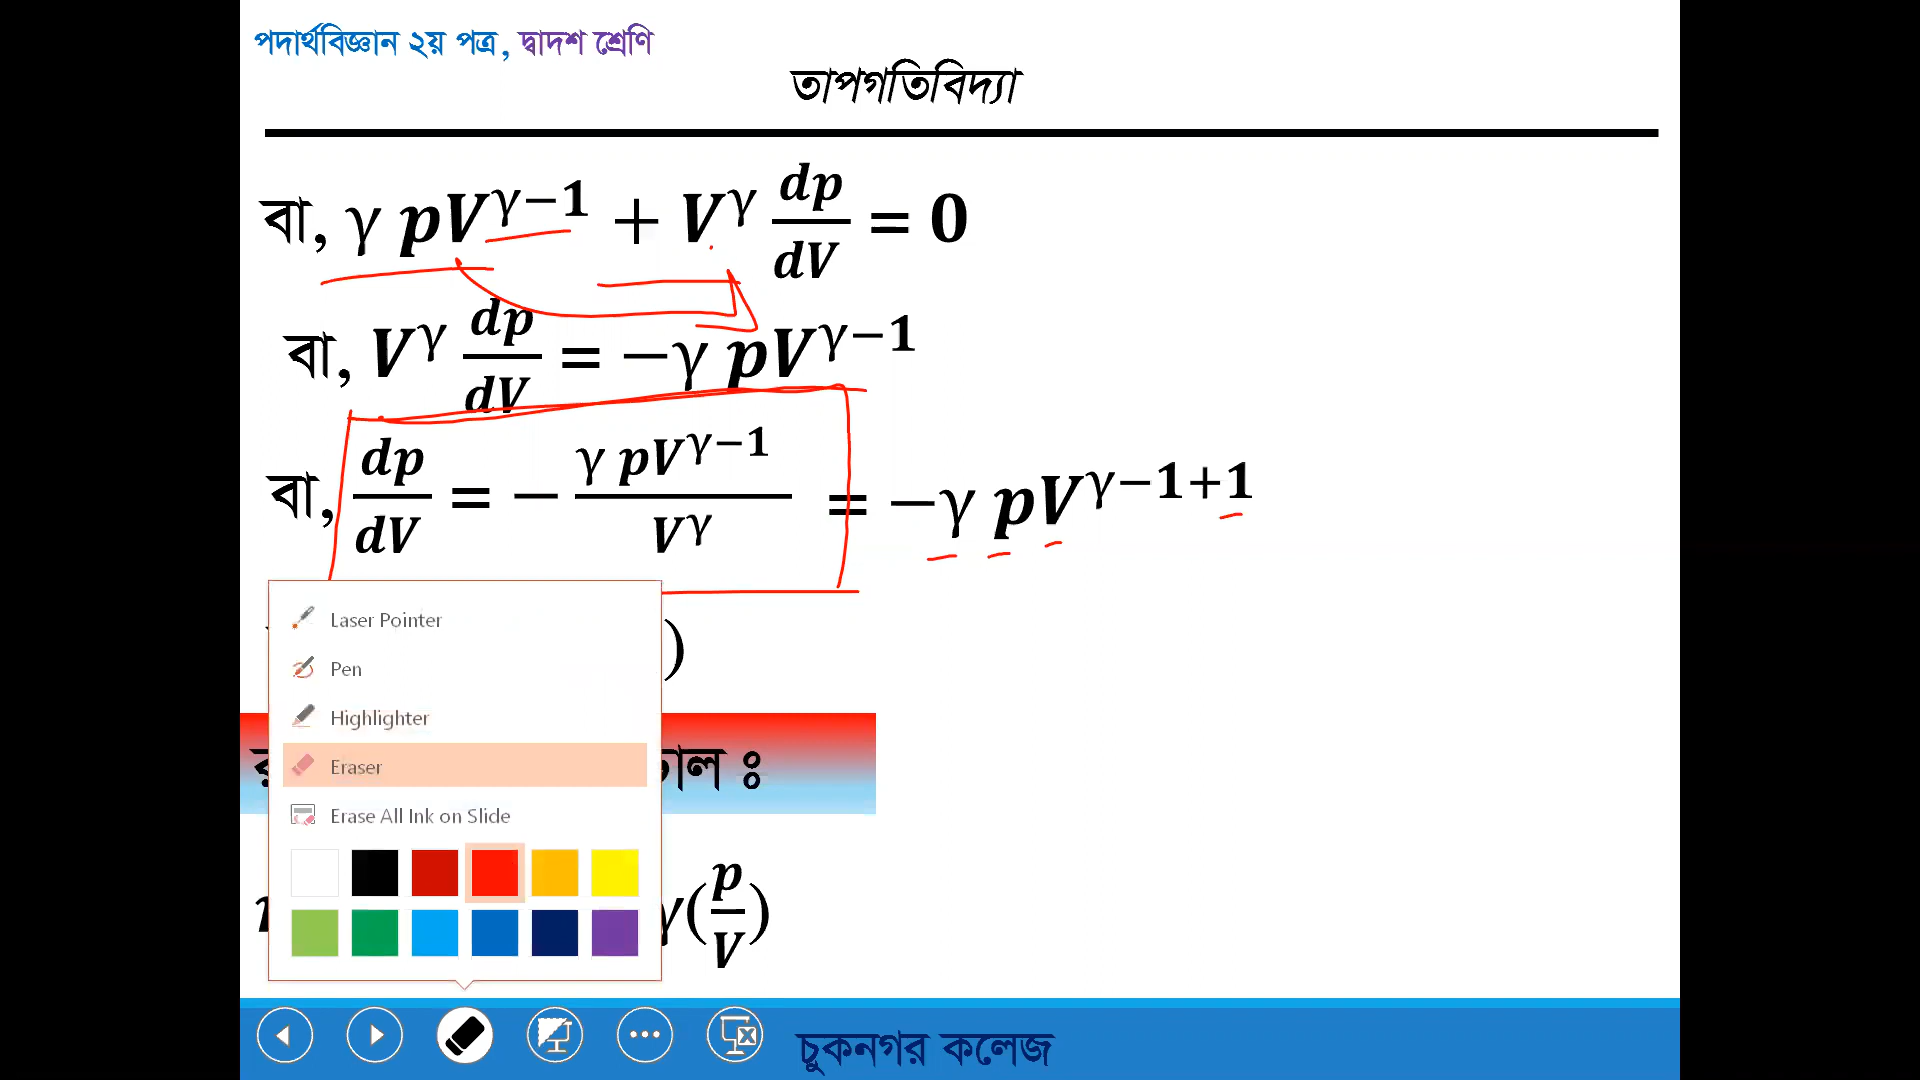 পদার্থবিজ্ঞান ২য় পত্র, দ্বাদশ শ্রেণি
তাপগতিবিদ্যা
বা, γ pV^{γ−1} + V^γ dp/dV = 0
বা, V^γ dp/dV = −γ pV^{γ−1}
বা, dp/dV = − γ pV^{γ−1}/V^γ = −γ pV^{γ−1+1}
)
Laser Pointer
Pen
Highlighter
Eraser
Erase All Ink on Slide
ঢাল ঃ
γ(p/V)
চুকনগর কলেজ